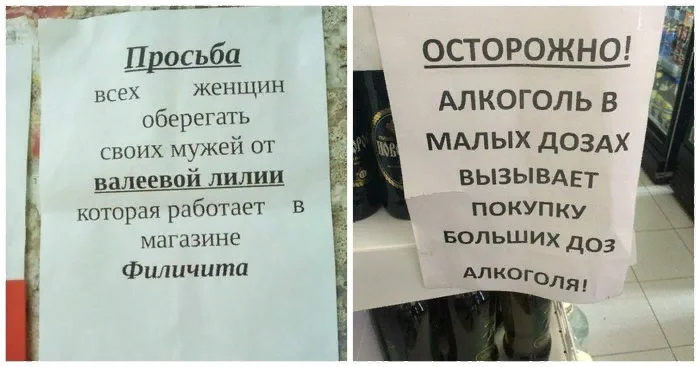 Просьба
всех женщин
оберегать
своих мужей от
валеевой лилии
которая работает в
магазине
Филичита
ОСТОРОЖНО!
АЛКОГОЛЬ В
МАЛЫХ ДОЗАХ
ВЫЗЫВАЕТ
ПОКУПКУ
БОЛЬШИХ ДОЗ
АЛКОГОЛЯ!